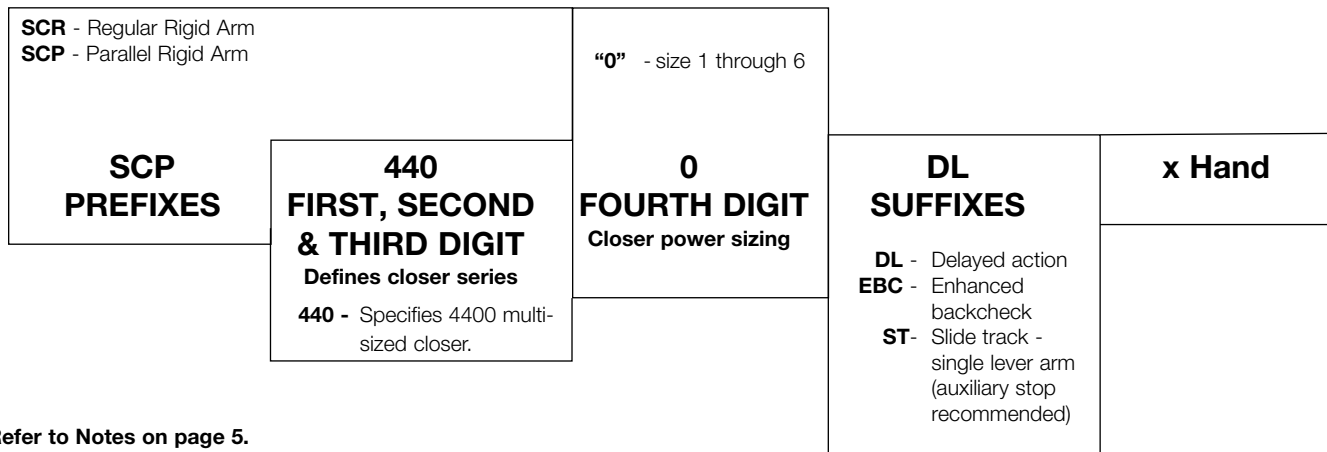 SCR - Regular Rigid Arm
SCP - Parallel Rigid Arm
SCP
PREFIXES
440
FIRST, SECOND
& THIRD DIGIT
Defines closer series
440 - Specifies 4400 multi-
sized closer.
“0” - size 1 through 6
0
FOURTH DIGIT
Closer power sizing
DL
SUFFIXES
DL - Delayed action
EBC - Enhanced
backcheck
ST- Slide track -
single lever arm
(auxiliary stop
recommended)
x Hand
efer to Notes on page 5.